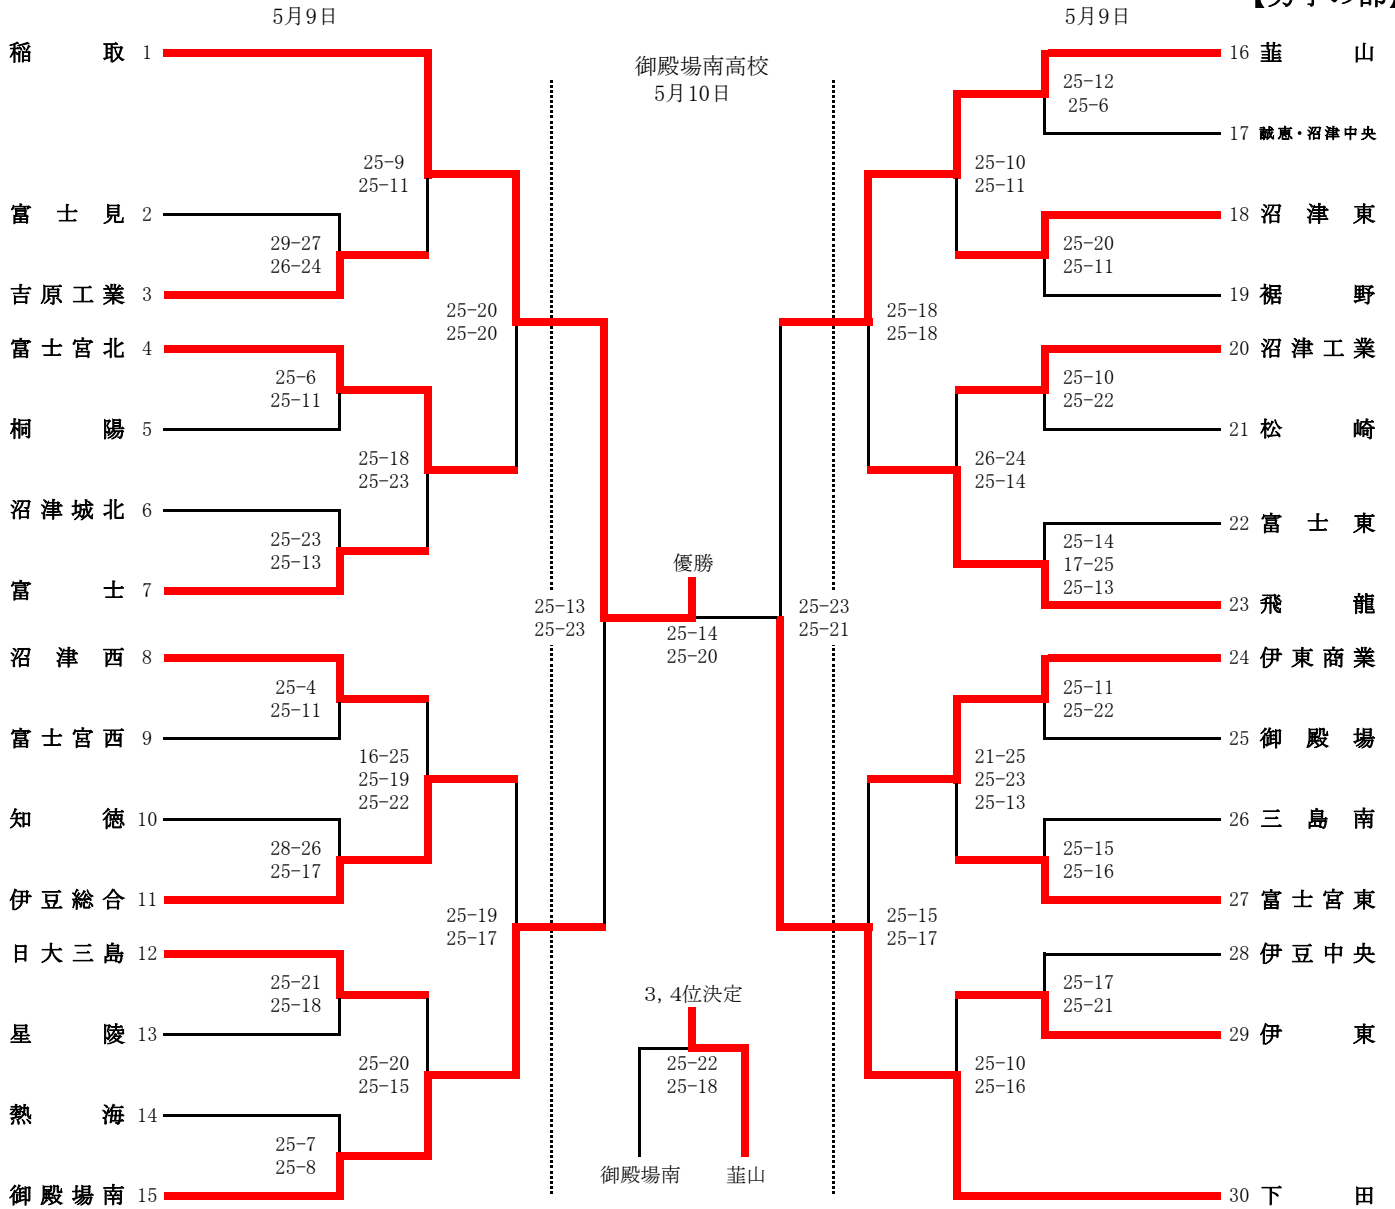 【男子の部】
5月9日
5月9日
御殿場南高校
5月10日
稲取 1
25-9
25-11
富士見 2
29-27
26-24
吉原工業 3
25-20
25-20
富士宮北 4
25-6
25-11
桐陽 5
25-18
25-23
沼津城北 6
25-23
25-13
富士 7
25-13
25-23
沼津西 8
25-4
25-11
富士宮西 9
16-25
25-19
25-22
知徳 10
28-26
25-17
伊豆総合 11
25-19
25-17
日大三島 12
25-21
25-18
星陵 13
25-20
25-15
熱海 14
25-7
25-8
御殿場南 15
優勝
25-14
25-20
3, 4位決定
25-22
25-18
御殿場南 韮山
16 韮山
25-12
25-6
17 誠恵・沼津中央
25-10
25-11
18 沼津東
25-20
25-11
19 裾野
25-18
25-18
20 沼津工業
25-10
25-22
21 松崎
26-24
25-14
22 富士東
25-14
17-25
25-13
23 飛龍
25-23
25-21
24 伊東商業
25-11
25-22
25 御殿場
21-25
25-23
25-13
26 三島南
25-15
25-16
27 富士宮東
25-15
25-17
28 伊豆中央
25-17
25-21
29 伊東
25-10
25-16
30 下田